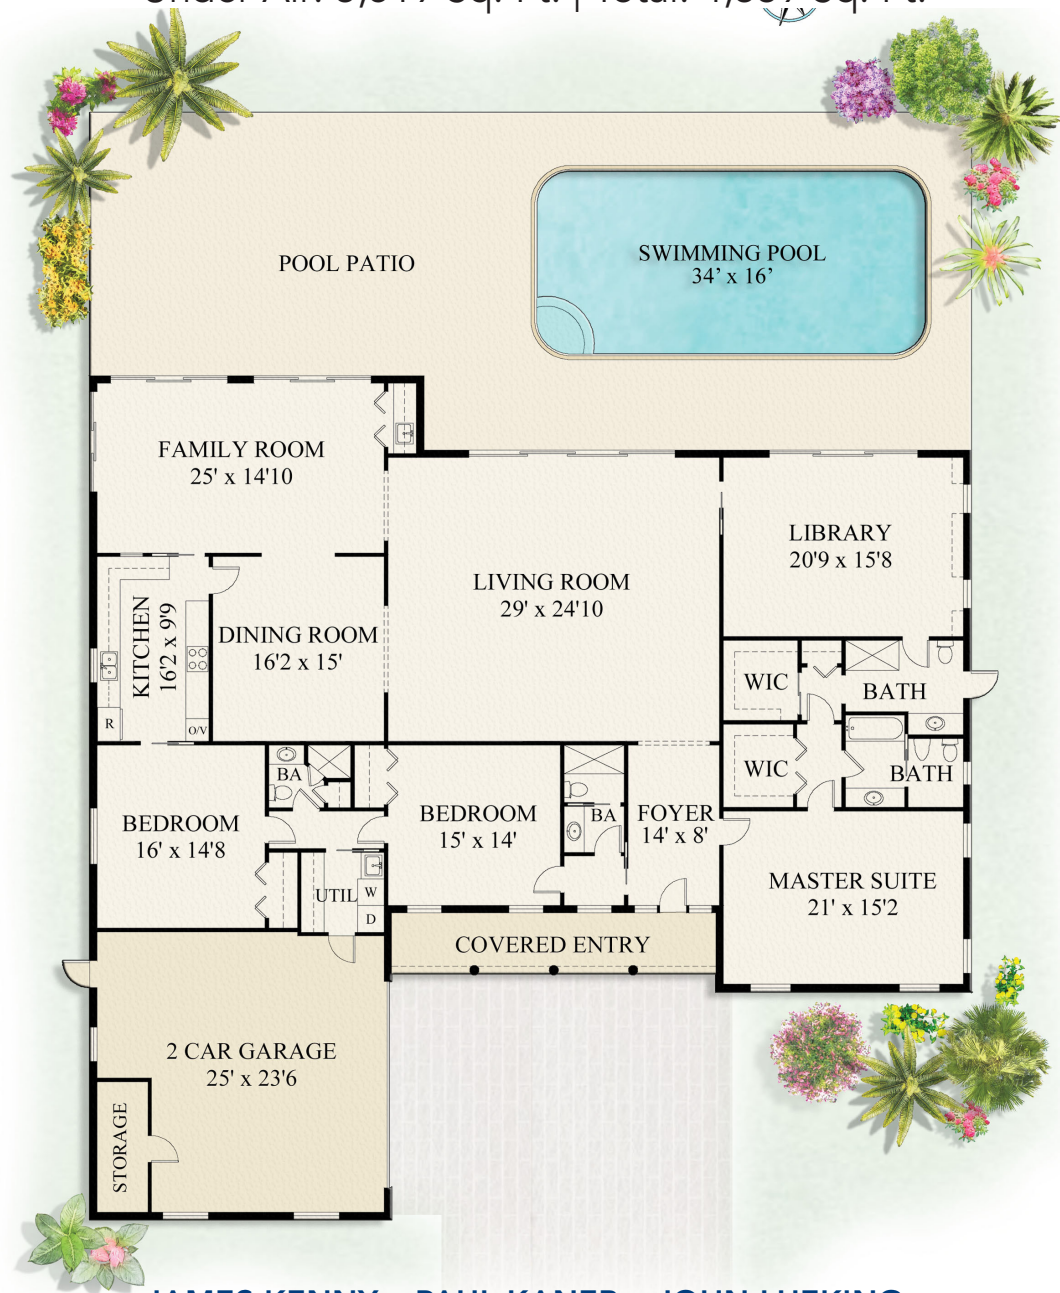 POOL PATIO
SWIMMING POOL
34’ x 16’
FAMILY ROOM
25' x 14'10
LIBRARY
20'9 x 15'8
LIVING ROOM
29' x 24'10
KITCHEN
16'2 x 9'9
DINING ROOM
16'2 x 15'
R
O/V
WIC
BATH
WIC
BATH
BA
BEDROOM
16' x 14'8
BEDROOM
15' x 14'
BA
FOYER
14' x 8'
UTIL
W
D
MASTER SUITE
21' x 15'2
COVERED ENTRY
2 CAR GARAGE
25' x 23'6
STORAGE